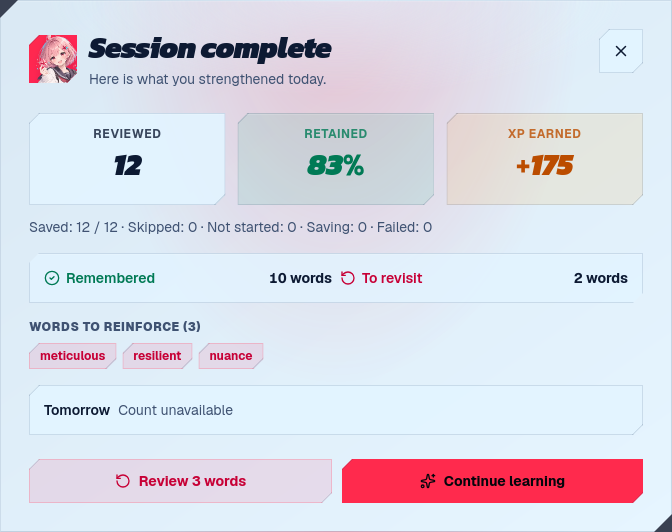 Session complete
Here is what you strengthened today.
REVIEWED
12
RETAINED
83%
XP EARNED
+175
Saved: 12 / 12 · Skipped: 0 · Not started: 0 · Saving: 0 · Failed: 0
Remembered 10 words To revisit 2 words
WORDS TO REINFORCE (3)
meticulous resilient nuance
Tomorrow Count unavailable
Review 3 words Continue learning